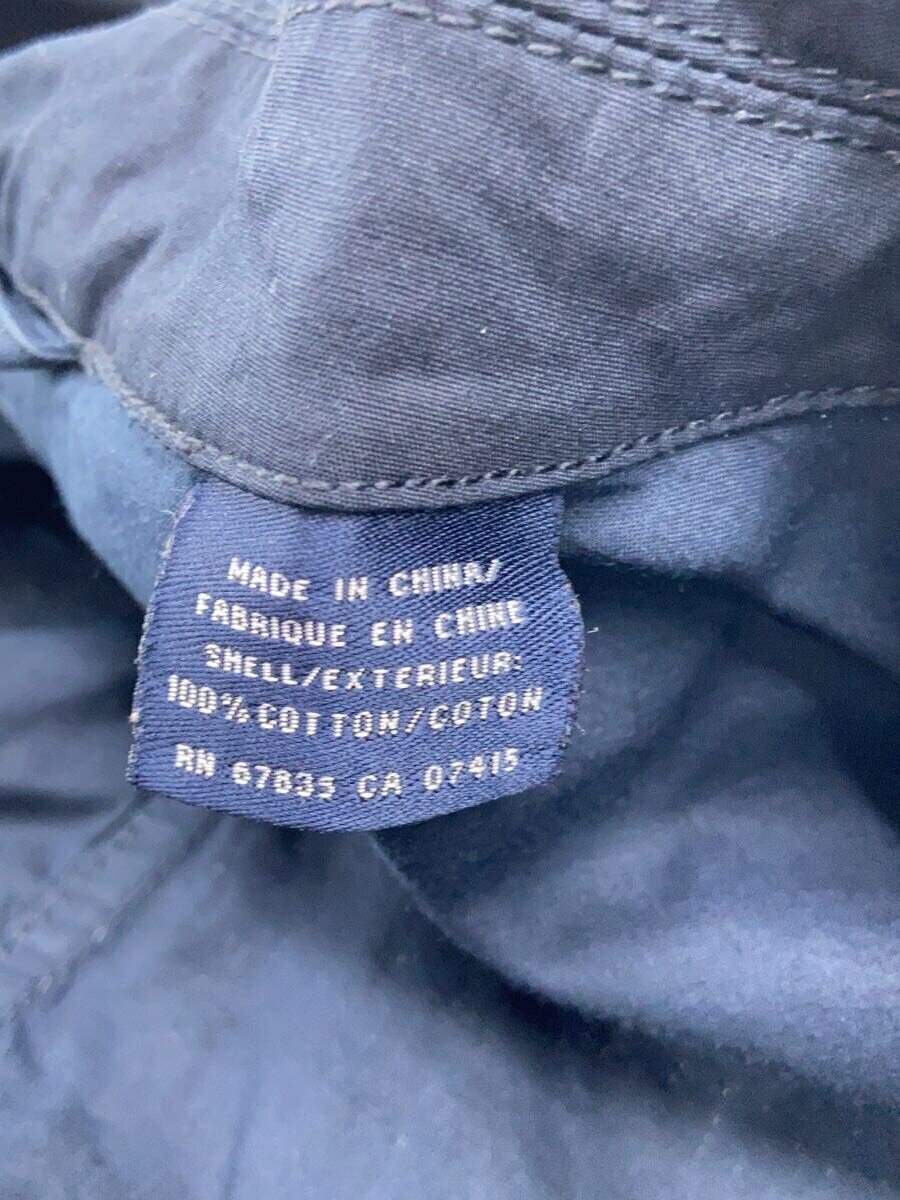 MADE IN CHINA/
FABRIQUE EN CHINE
SHELL/EXTERIEUR:
100% COTTON/COTON
RN 67835 CA 07415